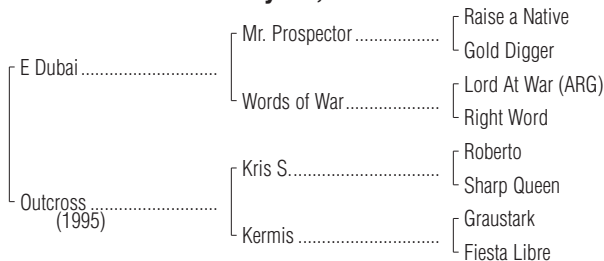 Raise a Native
Mr. Prospector ..................
Gold Digger
E Dubai .............................
Lord At War (ARG)
Words of War ....................
Right Word
Roberto
Kris S. ...............................
Sharp Queen
Outcross ...........................
(1995)
Graustark
Kermis ..............................
Fiesta Libre